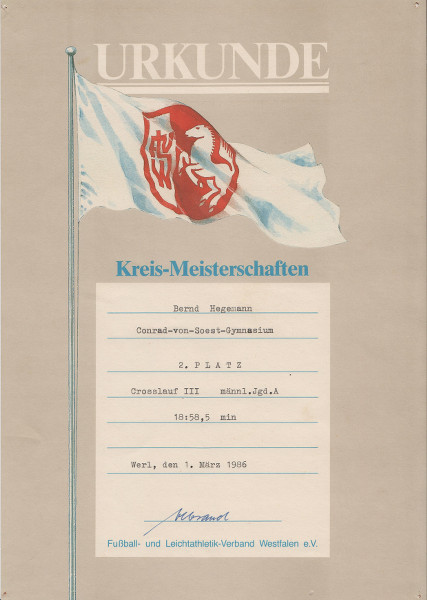 URKUNDE
Kreis-Meisterschaften
Bernd Hegemann
Conrad-von-Soest-Gymnasium
2. PLATZ
Crosslauf III männl.Jgd.A
18:58,5 min
Werl, den 1. März 1986
Fußball- und Leichtathletik-Verband Westfalen e.V.